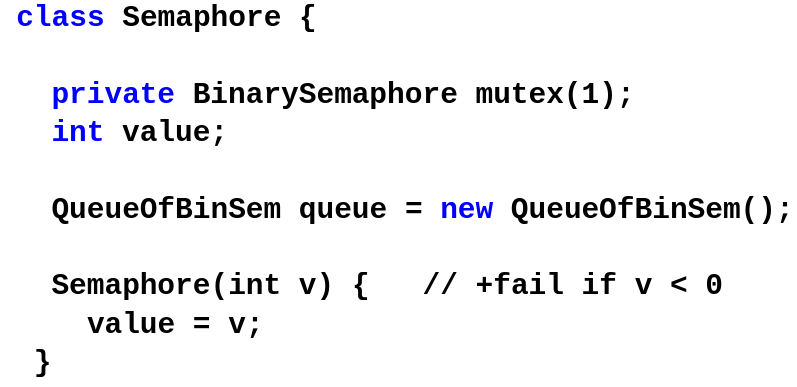 class Semaphore {
private BinarySemaphore mutex(1);
int value;
QueueOfBinSem queue = new QueueOfBinSem();
Semaphore(int v) {   // +fail if v < 0
value = v;
}